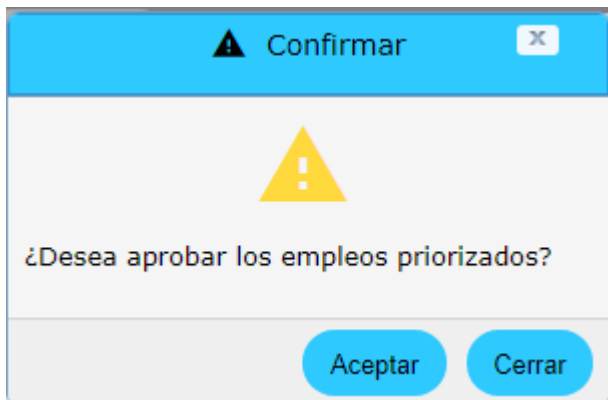 Confirmar
x
¿Desea aprobar los empleos priorizados?
Aceptar
Cerrar